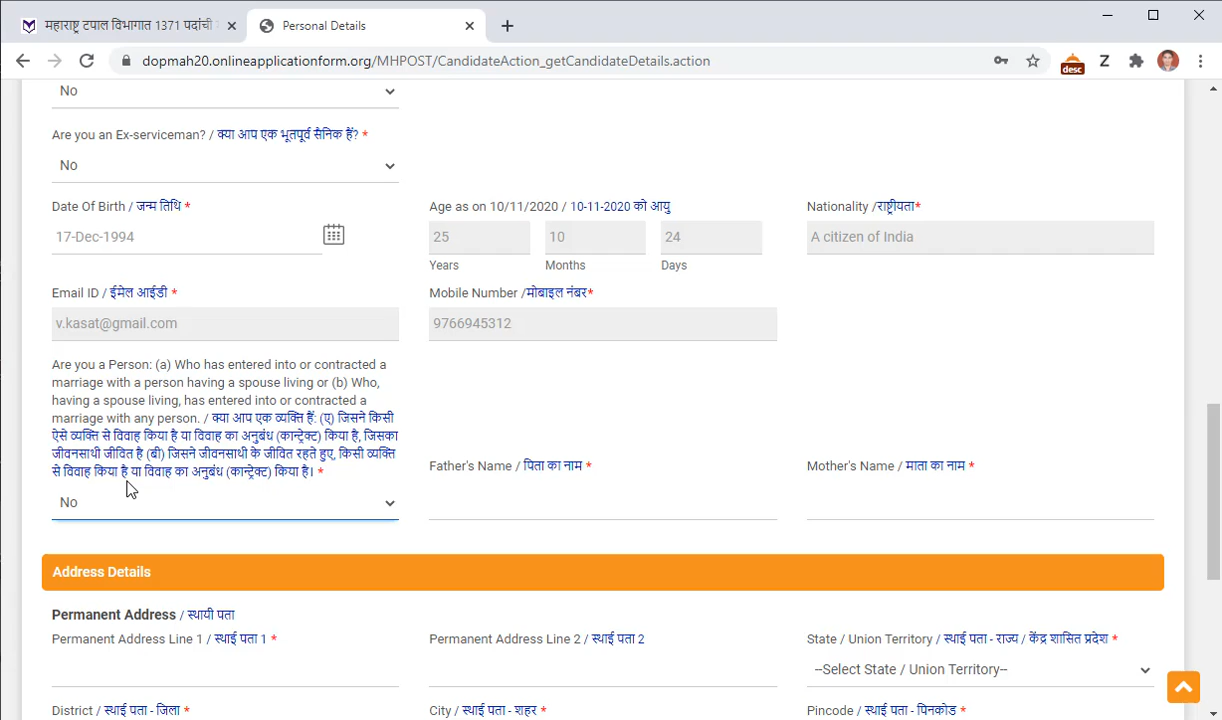 महाराष्ट्र टपाल विभागात 1371 पदांची
Personal Details
dopmah20.onlineapplicationform.org/MHPOST/CandidateAction_getCandidateDetails.action
desc
Z
No
Are you an Ex-serviceman? / क्या आप एक भूतपूर्व सैनिक हैं? *
No
Date Of Birth / जन्म तिथि *
Age as on 10/11/2020 / 10-11-2020 को आयु
Nationality /राष्ट्रीयता*
17-Dec-1994
25
10
24
A citizen of India
Years
Months
Days
Email ID / ईमेल आईडी *
Mobile Number /मोबाइल नंबर*
v.kasat@gmail.com
9766945312
Are you a Person: (a) Who has entered into or contracted a
marriage with a person having a spouse living or (b) Who,
having a spouse living, has entered into or contracted a
marriage with any person. / क्या आप एक व्यक्ति हैं: (ए) जिसने किसी
ऐसे व्यक्ति से विवाह किया है या विवाह का अनुबंध (कान्ट्रेक्ट) किया है, जिसका
जीवनसाथी जीवित है (बी) जिसने जीवनसाथी के जीवित रहते हुए, किसी व्यक्ति
से विवाह किया है या विवाह का अनुबंध (कान्ट्रेक्ट) किया है। *
Father's Name / पिता का नाम *
Mother's Name / माता का नाम *
No
Address Details
Permanent Address / स्थायी पता
Permanent Address Line 1 / स्थाई पता 1 *
Permanent Address Line 2 / स्थाई पता 2
State / Union Territory / स्थाई पता - राज्य / केंद्र शासित प्रदेश *
--Select State / Union Territory--
District / स्थाई पता - जिला *
City / स्थाई पता - शहर *
Pincode / स्थाई पता - पिनकोड *